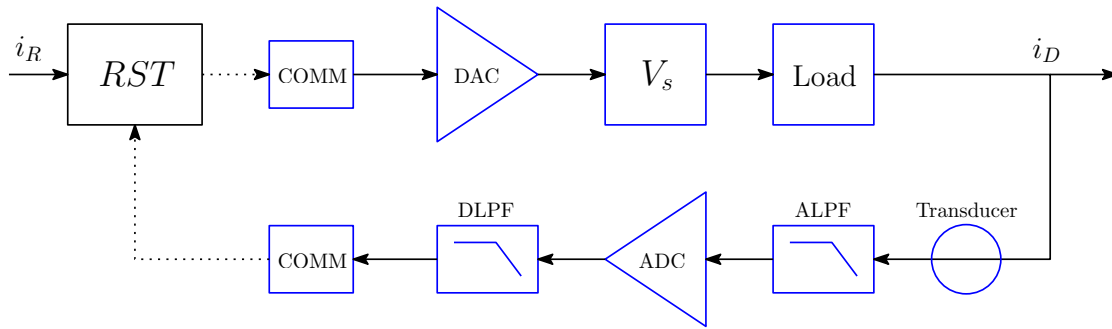 i_R
RST
COMM
DAC
V_s
Load
i_D
DLPF
ALPF
Transducer
COMM
ADC